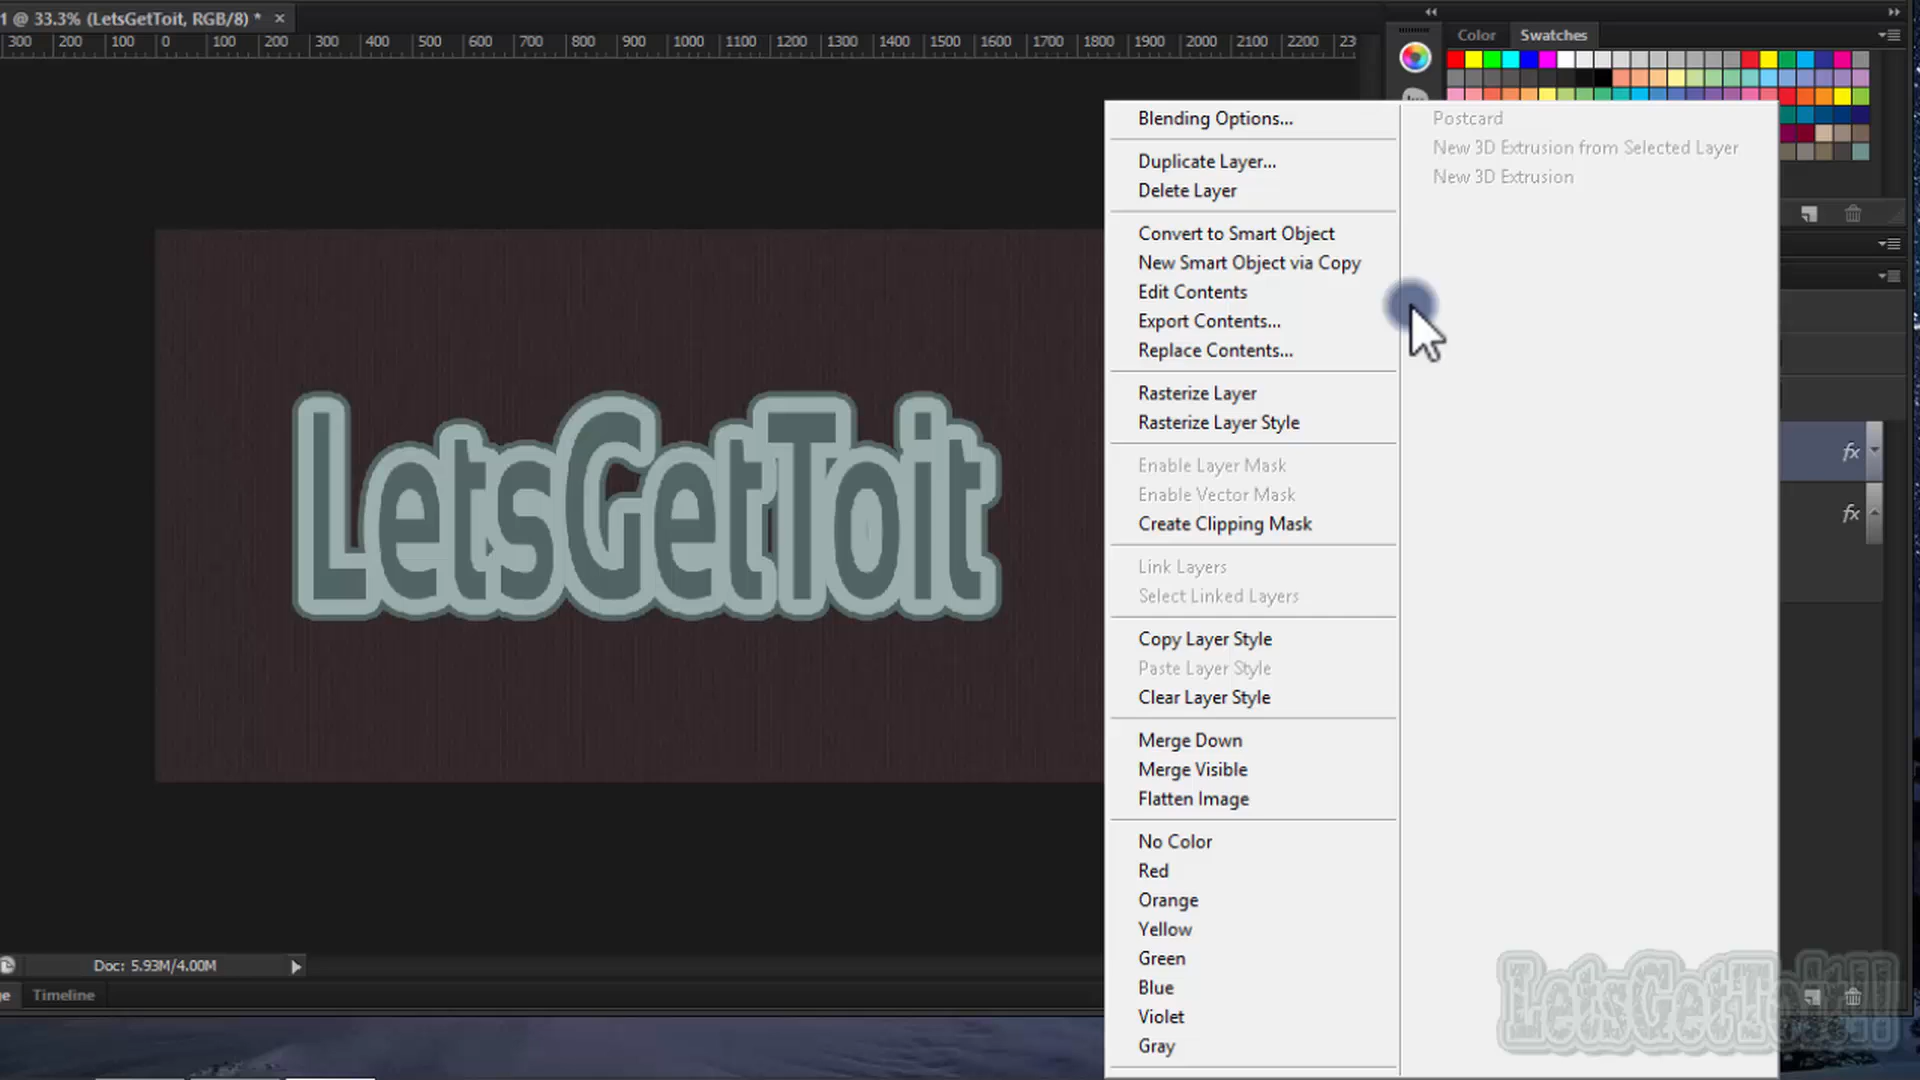 1 @ 33.3% (LetsGetToit, RGB/8) * ×
300 200 100 0 100 200 300 400 500 600 700 800 900 1000 1100 1200 1300 1400 1500 1600 1700 1800 1900 2000 2100 2200 23
Color Swatches
Blending Options...
Duplicate Layer...
Delete Layer
Convert to Smart Object
New Smart Object via Copy
Edit Contents
Export Contents...
Replace Contents...
Rasterize Layer
Rasterize Layer Style
Enable Layer Mask
Enable Vector Mask
Create Clipping Mask
Link Layers
Select Linked Layers
Copy Layer Style
Paste Layer Style
Clear Layer Style
Merge Down
Merge Visible
Flatten Image
No Color
Red
Orange
Yellow
Green
Blue
Violet
Gray
Postcard
New 3D Extrusion from Selected Layer
New 3D Extrusion
fx
fx
LetsGetToit
Doc: 5.93M/4.00M
ge Timeline